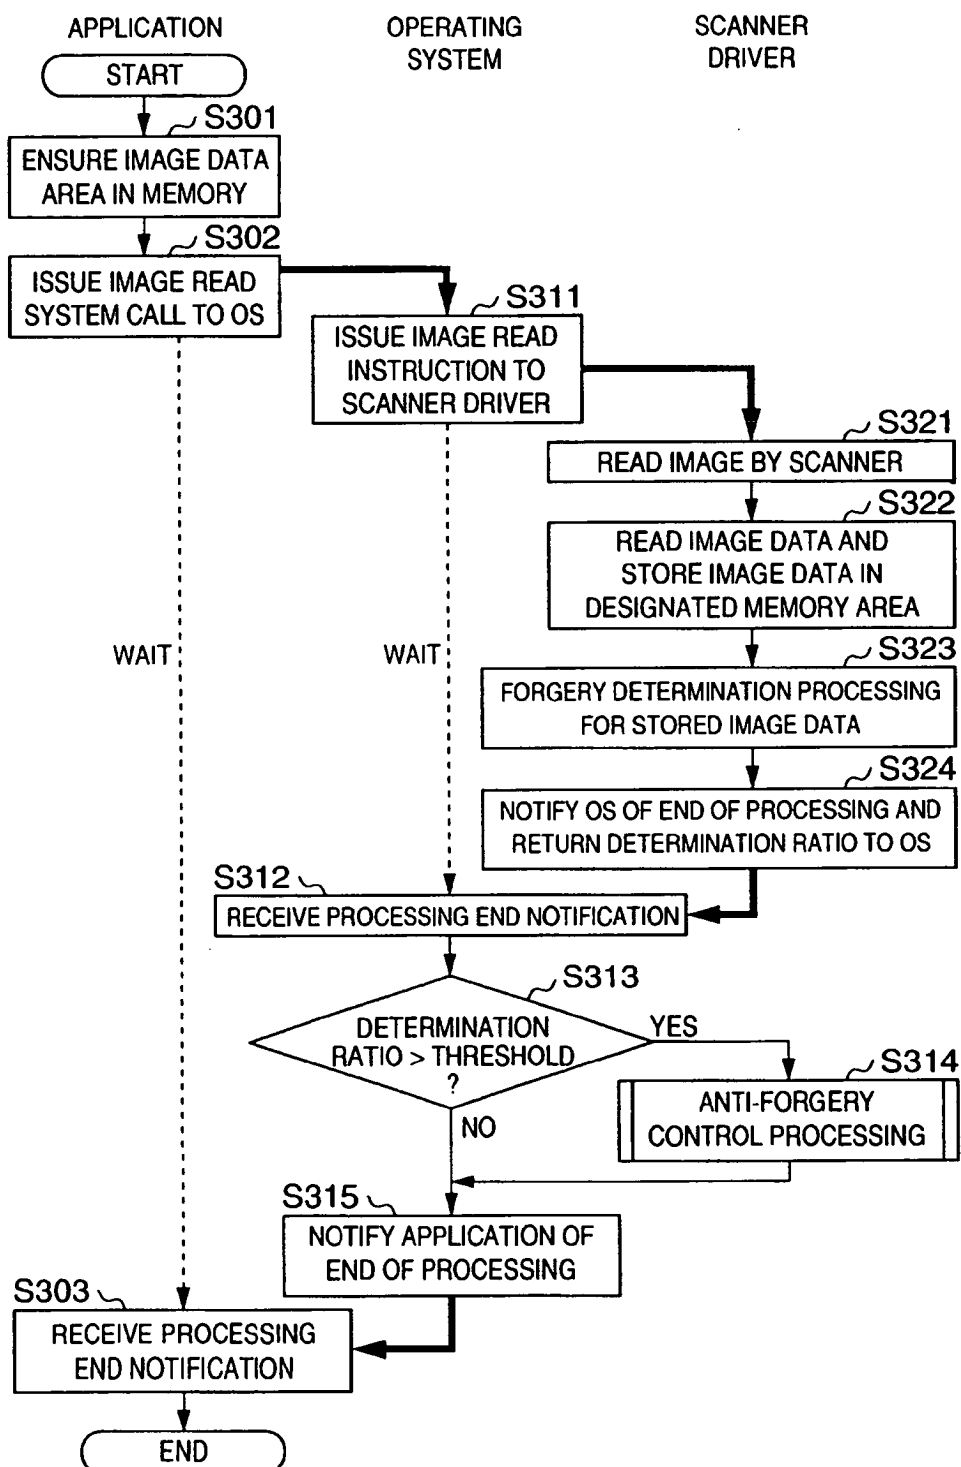 APPLICATION
OPERATING
SYSTEM
SCANNER
DRIVER
START
S301
ENSURE IMAGE DATA
AREA IN MEMORY
S302
ISSUE IMAGE READ
SYSTEM CALL TO OS
S311
ISSUE IMAGE READ
INSTRUCTION TO
SCANNER DRIVER
S321
READ IMAGE BY SCANNER
S322
READ IMAGE DATA AND
STORE IMAGE DATA IN
DESIGNATED MEMORY AREA
WAIT
WAIT
S323
FORGERY DETERMINATION PROCESSING
FOR STORED IMAGE DATA
S324
NOTIFY OS OF END OF PROCESSING AND
RETURN DETERMINATION RATIO TO OS
S312
RECEIVE PROCESSING END NOTIFICATION
S313
DETERMINATION
RATIO > THRESHOLD
?
YES
NO
S314
ANTI-FORGERY
CONTROL PROCESSING
S315
NOTIFY APPLICATION OF
END OF PROCESSING
S303
RECEIVE PROCESSING
END NOTIFICATION
END